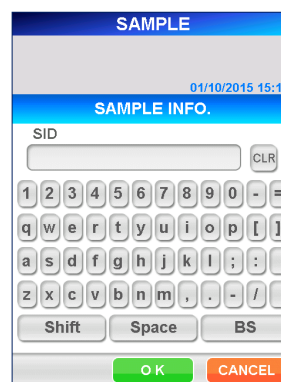 SAMPLE
01/10/2015 15:1
SAMPLE INFO.
SID
CLR
1 2 3 4 5 6 7 8 9 0 - =
q w e r t y u i o p [ ]
a s d f g h j k l ; :
z x c v b n m , . - /
Shift Space BS
OK CANCEL